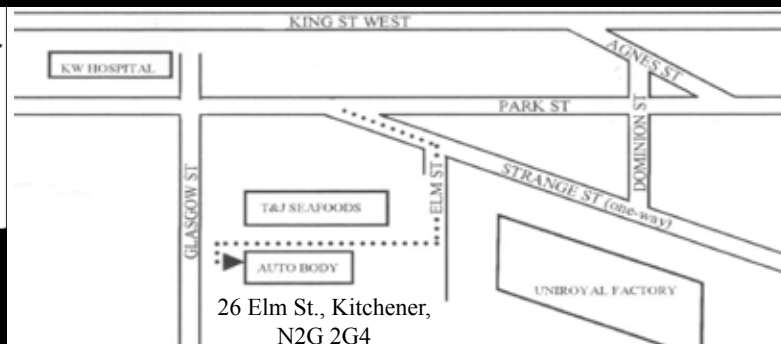 KING ST WEST
AGNES ST
KW HOSPITAL
PARK ST
DOMINION ST
STRANGE ST (one-way)
ELM ST
GLASGOW ST
T&J SEAFOODS
AUTO BODY
UNIROYAL FACTORY
26 Elm St., Kitchener,
N2G 2G4